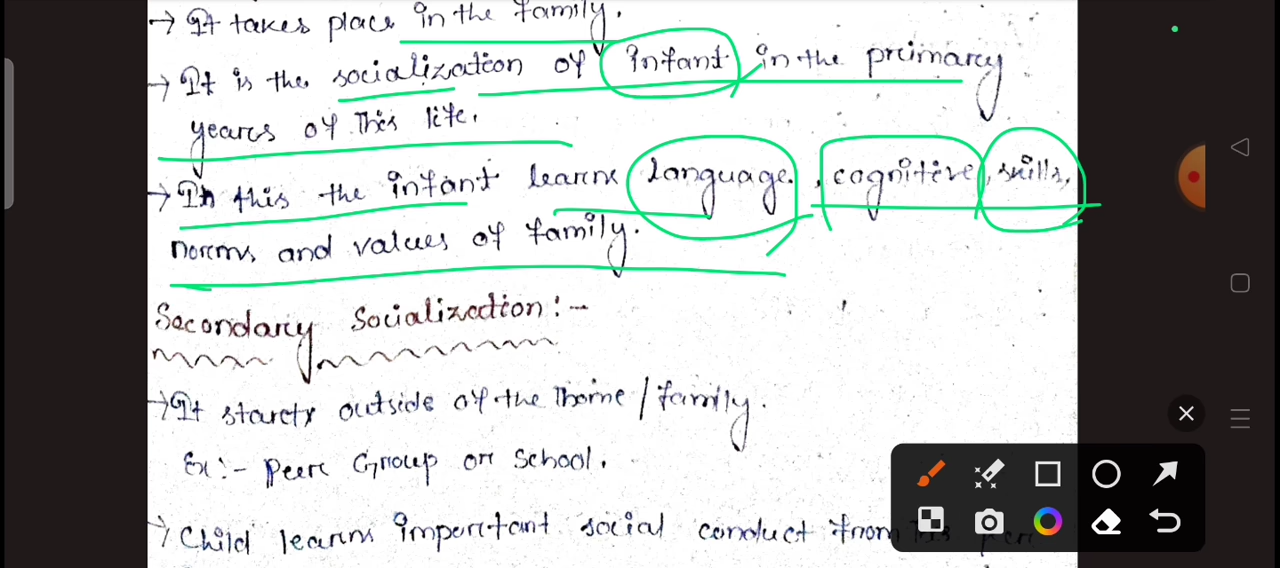 → It takes place in the family.
→ It is the socialization of infant in the primary
years of this life.
→ In this the infant learns language, cognitive, skills,
norms and values of family.
Secondary Socialization :-
→ It starts outside of the home / family.
Ex :- Peer Group or School.
→ Child learns important social conduct from